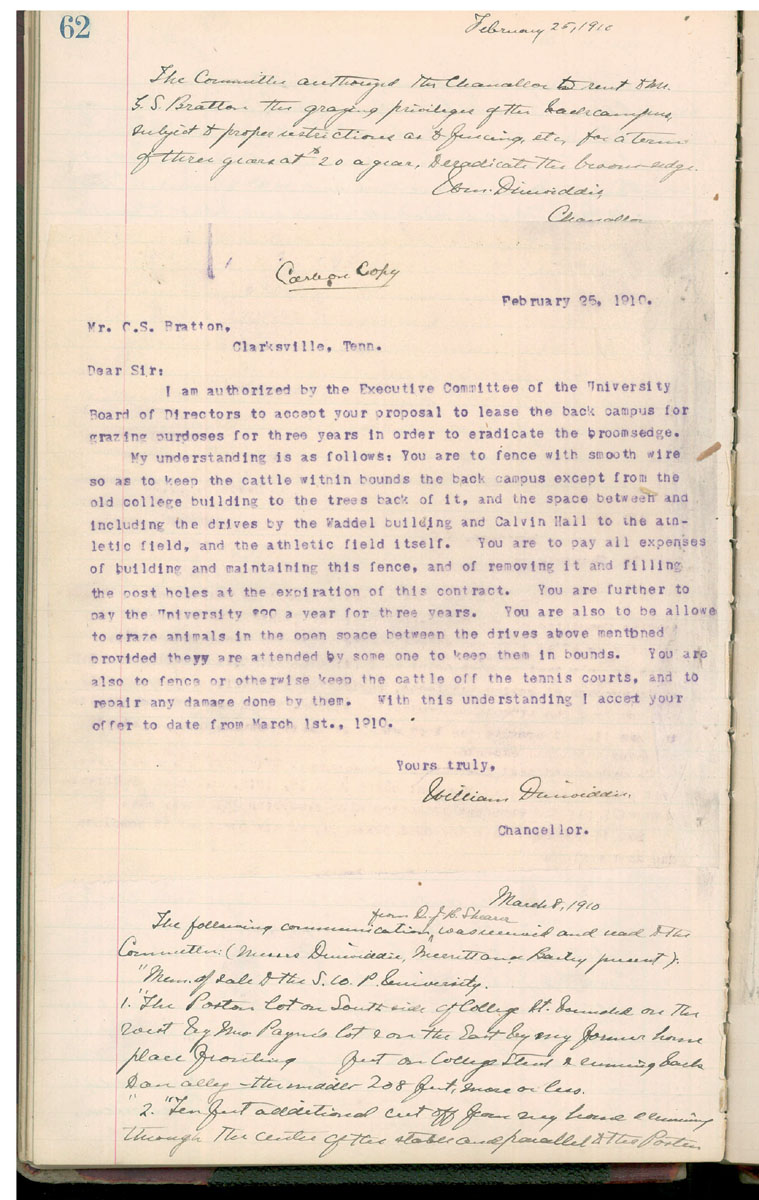 62
February 25, 1910
The Committee authorized the Chancellor to rent to Mr.
S. Bratton the grazing privileges of the back campus,
subject to proper restrictions as to fencing, etc, for a term
of three years at $20 a year, to eradicate the broom sedge.
Wm. Dinwiddie,
Chancellor
Carbon Copy
February 25, 1910.
Mr. C.S. Bratton,
Clarksville, Tenn.
Dear Sir:
I am authorized by the Executive Committee of the University
Board of Directors to accept your proposal to lease the back campus for
grazing purposes for three years in order to eradicate the broomsedge.
My understanding is as follows: You are to fence with smooth wire
so as to keep the cattle within bounds the back campus except from the
old college building to the trees back of it, and the space between and
including the drives by the Waddel building and Calvin Hall to the ath-
letic field, and the athletic field itself. You are to pay all expenses
of building and maintaining this fence, and of removing it and filling
the post holes at the expiration of this contract. You are further to
pay the University $20 a year for three years. You are also to be allowe
to graze animals in the open space between the drives above mentbned
provided theyy are attended by some one to keep them in bounds. You are
also to fence or otherwise keep the cattle off the tennis courts, and to
repair any damage done by them. With this understanding I accept your
offer to date from March 1st., 1910.
Yours truly,
William Dinwiddie.
Chancellor.
March 8, 1910
from D. J. B. Shearer
The following communication, was received and read to the
Committee: (Messrs Dinwiddie, Merritt and Bailey present):
"Mem. of sale to the S. W. P. University.
1. "The Poston lot on South side of College St. bounded on the
west by Mrs Payne's lot & on the East by my former home
place fronting feet on College Street & running back
to an alley - the middle 208 feet, more or less.
"2. "Ten feet additional cut off from my home & running
through the center of the stable and parallel to the Poston